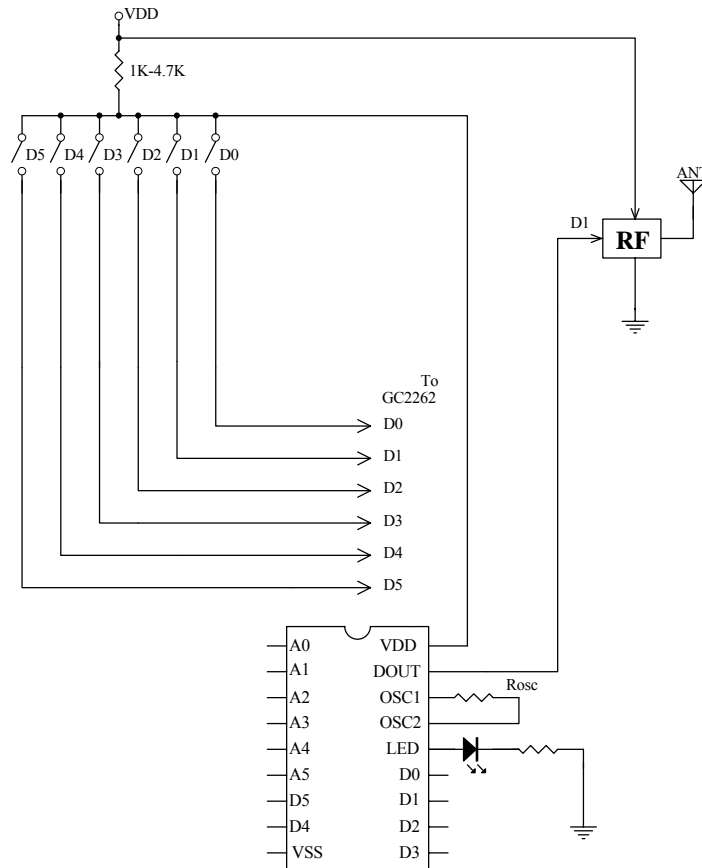 VDD
1K-4.7K
D5 D4 D3 D2 D1 D0
ANT
D1
RF
To
GC2262
D0
D1
D2
D3
D4
D5
A0 VDD
A1 DOUT
Rosc
A2 OSC1
A3 OSC2
A4 LED
A5 D0
D5 D1
D4 D2
VSS D3